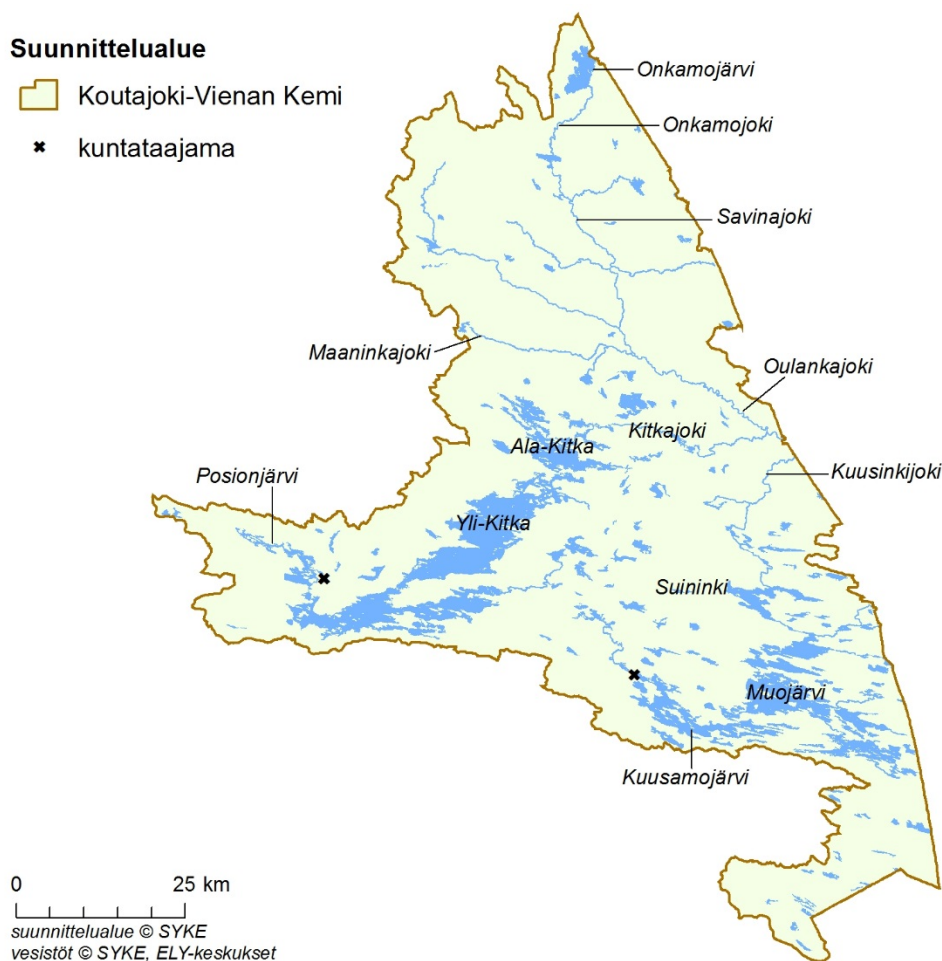 Suunnittelualue
Koutajoki-Vienan Kemi
kuntataajama
Onkamojärvi
Onkamojoki
Savinajoki
Maaninkajoki
Oulankajoki
Kitkajoki
Ala-Kitka
Kuusinkijoki
Posionjärvi
Yli-Kitka
Suininki
Muojärvi
Kuusamojärvi
0 25 km
suunnittelualue © SYKE
vesistöt © SYKE, ELY-keskukset